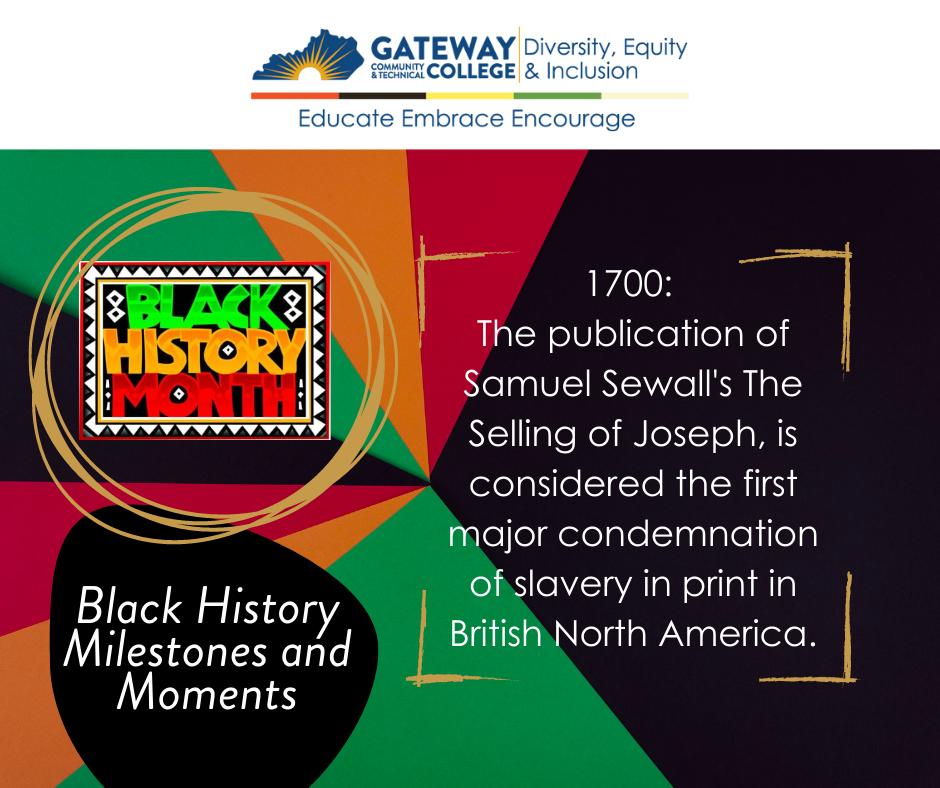 GATEWAY
COMMUNITY
& TECHNICAL COLLEGE
Diversity, Equity
& Inclusion
Educate Embrace Encourage
BLACK
HISTORY
MONTH
1700:
The publication of
Samuel Sewall's The
Selling of Joseph, is
considered the first
major condemnation
of slavery in print in
British North America.
Black History
Milestones and
Moments